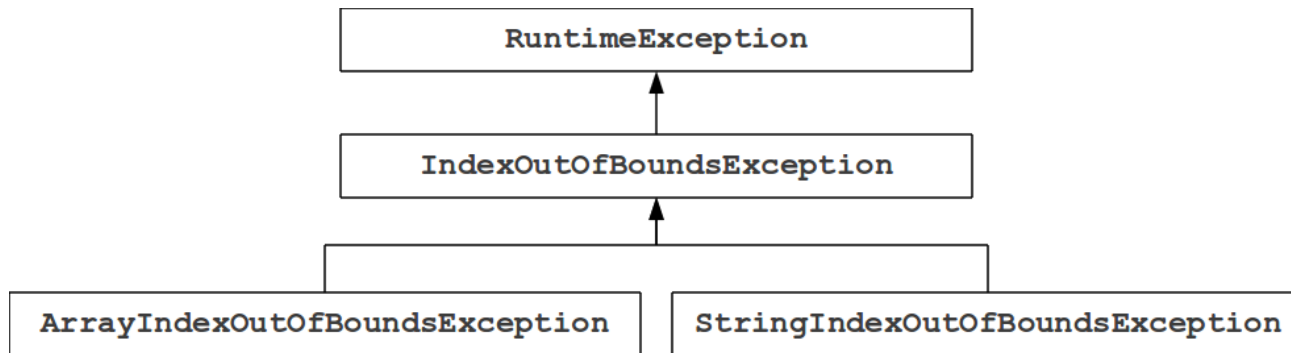 RuntimeException
IndexOutOfBoundsException
ArrayIndexOutOfBoundsException
StringIndexOutOfBoundsException